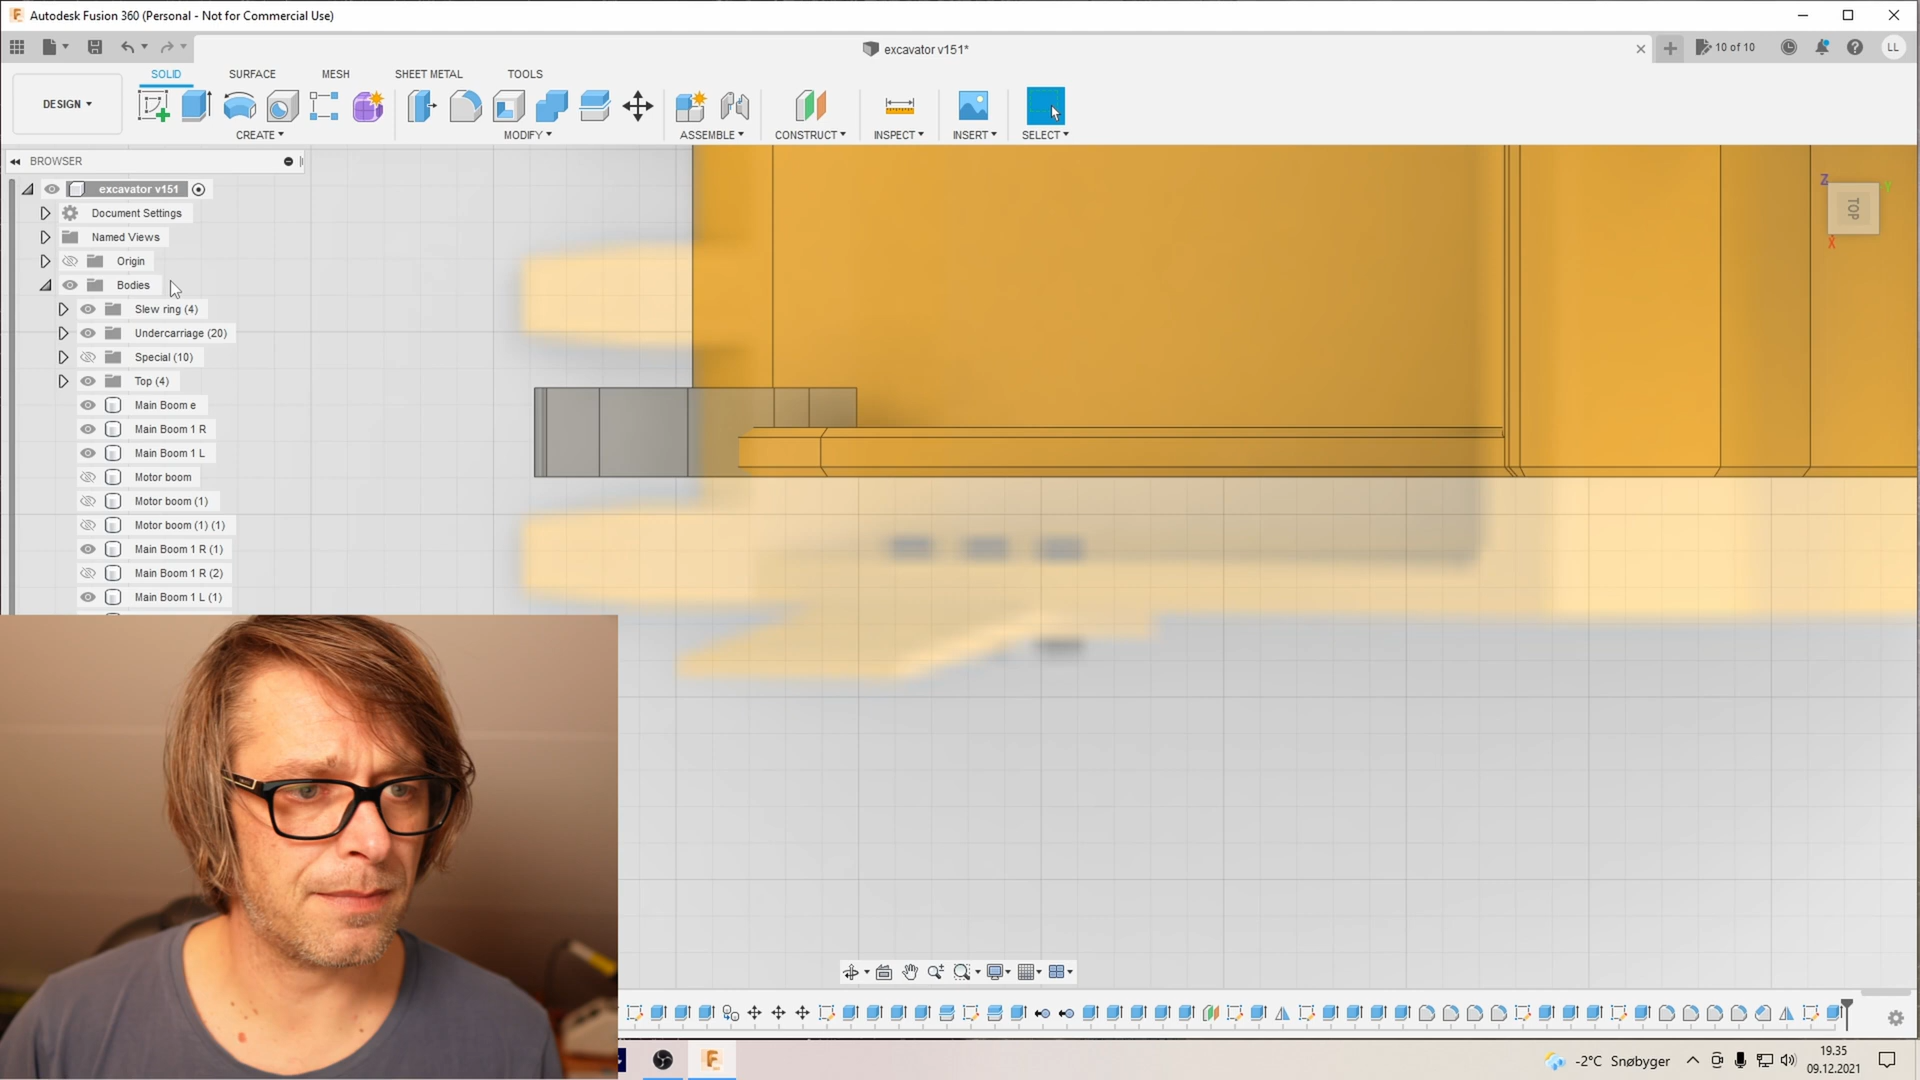 Autodesk Fusion 360 (Personal - Not for Commercial Use)
excavator v151*
10 of 10
LL
DESIGN
SOLID SURFACE MESH SHEET METAL TOOLS
CREATE MODIFY ASSEMBLE CONSTRUCT INSPECT INSERT SELECT
BROWSER
excavator v151
Document Settings
Named Views
Origin
Bodies
Slew ring (4)
Undercarriage (20)
Special (10)
Top (4)
Main Boom e
Main Boom 1 R
Main Boom 1 L
Motor boom
Motor boom (1)
Motor boom (1) (1)
Main Boom 1 R (1)
Main Boom 1 R (2)
Main Boom 1 L (1)
Z
Y
TOP
X
-2°C Snøbyger
19.35
09.12.2021